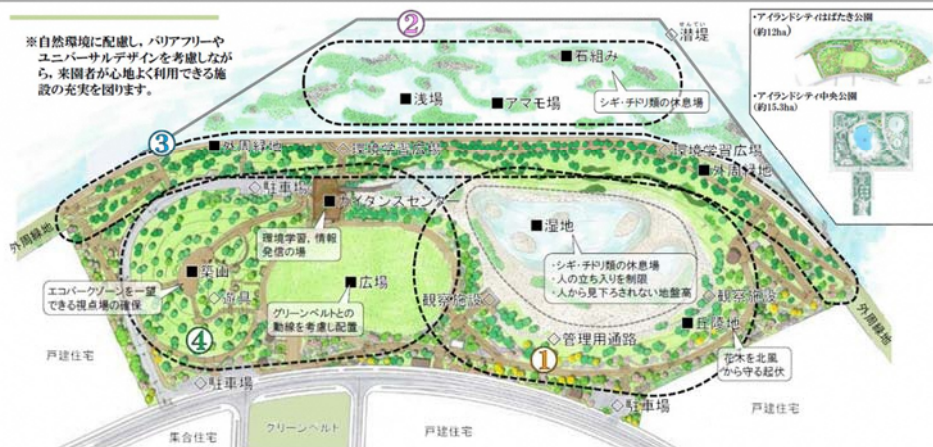 ※自然環境に配慮し、バリアフリーや
ユニバーサルデザインを考慮しなが
ら、来園者が心地よく利用できる施
設の充実を図ります。
②
せんてい
◇潜堤
■石組み
■浅場
■アマモ場
シギ・チドリ類の休息場
・アイランドシティはばたき公園
(約12ha)
・アイランドシティ中央公園
(約15.3ha)
③
■外周緑地
◇環境学習広場
◇環境学習広場
■外周緑地
◇駐車場
■ガイダンスセンター
外周緑地
環境学習、情報
発信の場
■湿地
・シギ・チドリ類の休息場
・人の立ち入りを制限
・人から見下ろされない地盤高
■築山
エコパークゾーンを一望
できる視点場の確保
◇遊具
■広場
グリーンベルトとの
動線を考慮し配置
観察施設◇
◇観察施設
■丘陵地
外周緑地
④
◇管理用通路
①
花木を北風
から守る起伏
戸建住宅
◇駐車場
◇駐車場
戸建住宅
集合住宅
グリーンベルト
戸建住宅